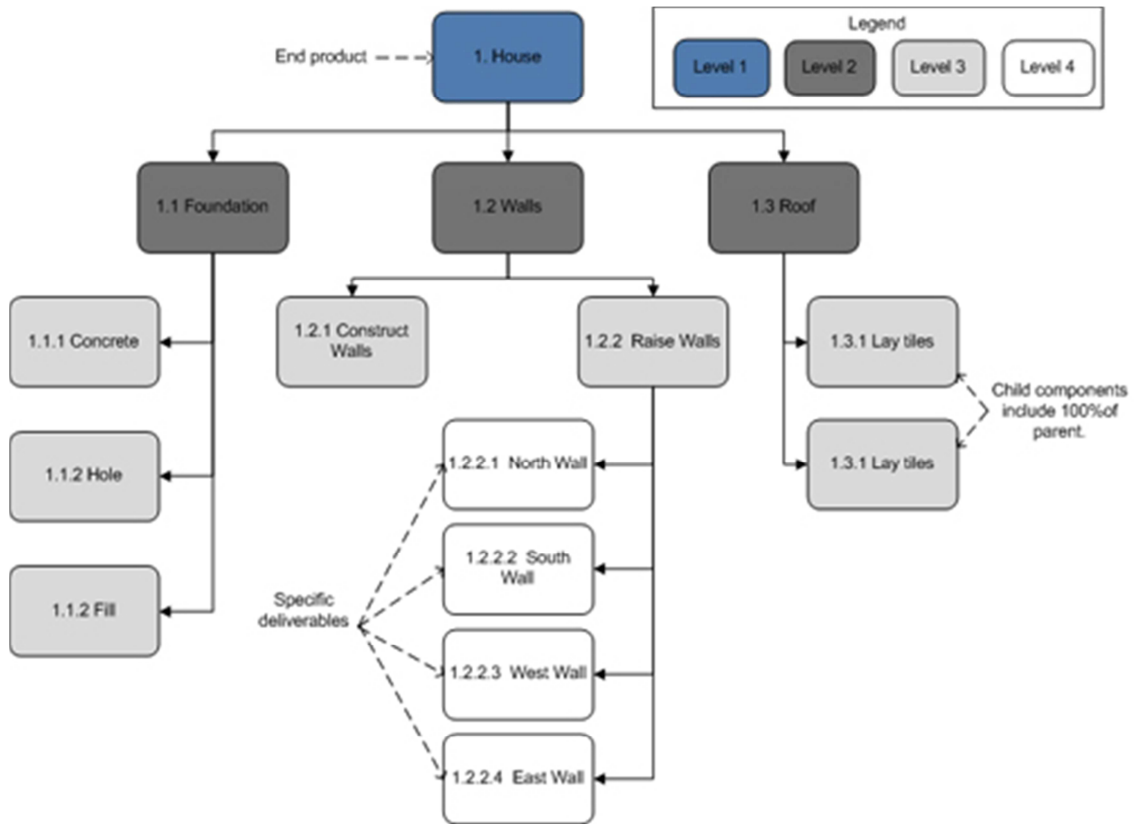 Legend
End product
1. House
Level 1
Level 2
Level 3
Level 4
1.1 Foundation
1.2 Walls
1.3 Roof
1.1.1 Concrete
1.2.1 Construct
Walls
1.2.2 Raise Walls
1.3.1 Lay tiles
Child components
include 100%of
parent.
1.1.2 Hole
1.2.2.1 North Wall
1.3.1 Lay tiles
1.2.2.2 South
Wall
1.1.2 Fill
Specific
deliverables
1.2.2.3 West Wall
1.2.2.4 East Wall